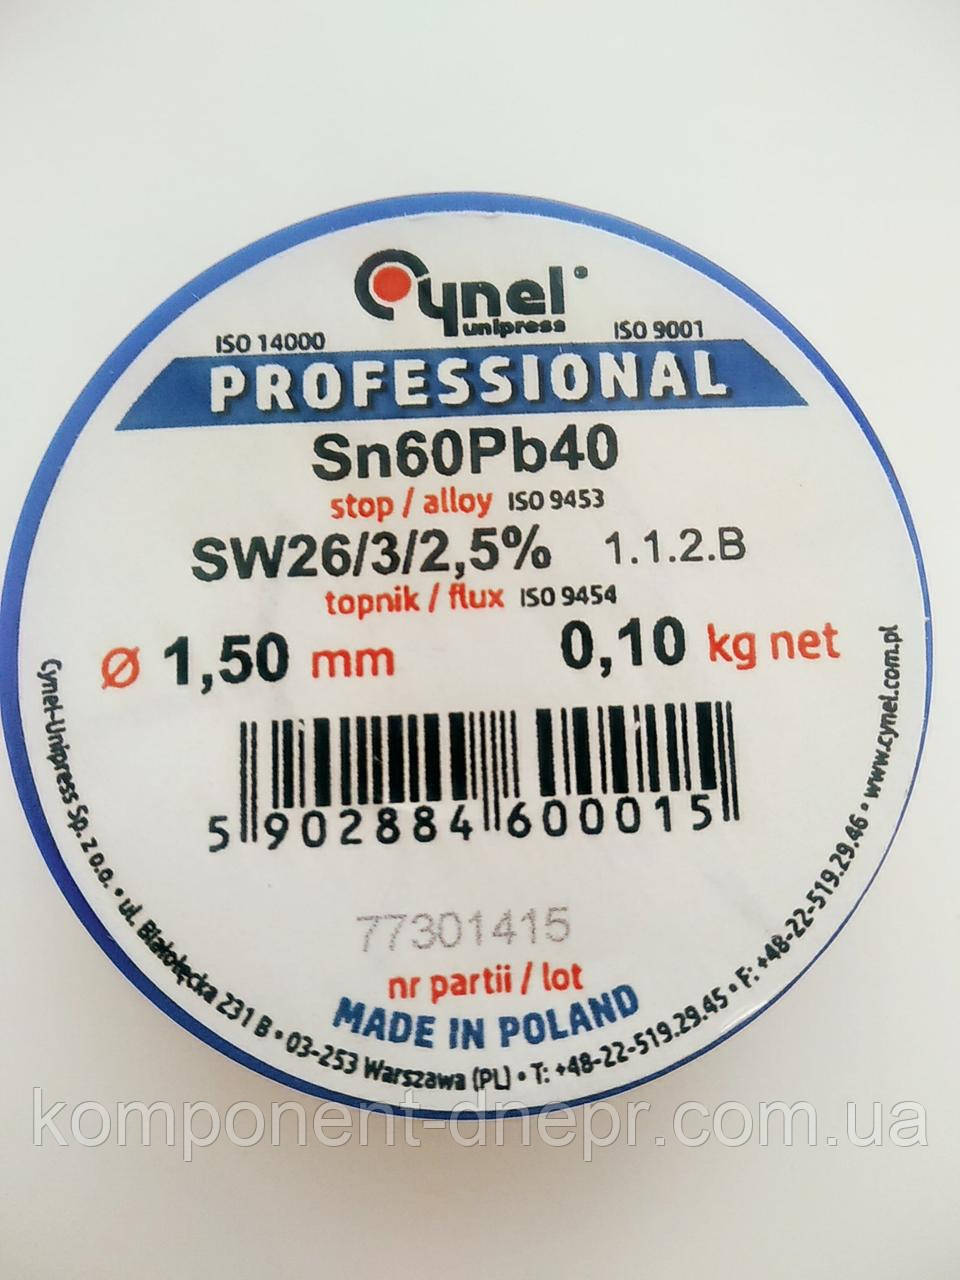 Cynel
unipress
ISO 14000
ISO 9001
PROFESSIONAL
Sn60Pb40
stop / alloy ISO 9453
SW26/3/2,5% 1.1.2.B
topnik / flux ISO 9454
Ø 1,50 mm 0,10 kg net
5 902884 600015
77301415
nr partii / lot
MADE IN POLAND
Cynel-Unipress Sp. z o.o. • ul. Białołęcka 231 B • 03-253 Warszawa (PL) • T: +48-22-519.29.45 • F: +48-22-519.29.46 • www.cynel.com.pl
komponent-dnepr.com.ua